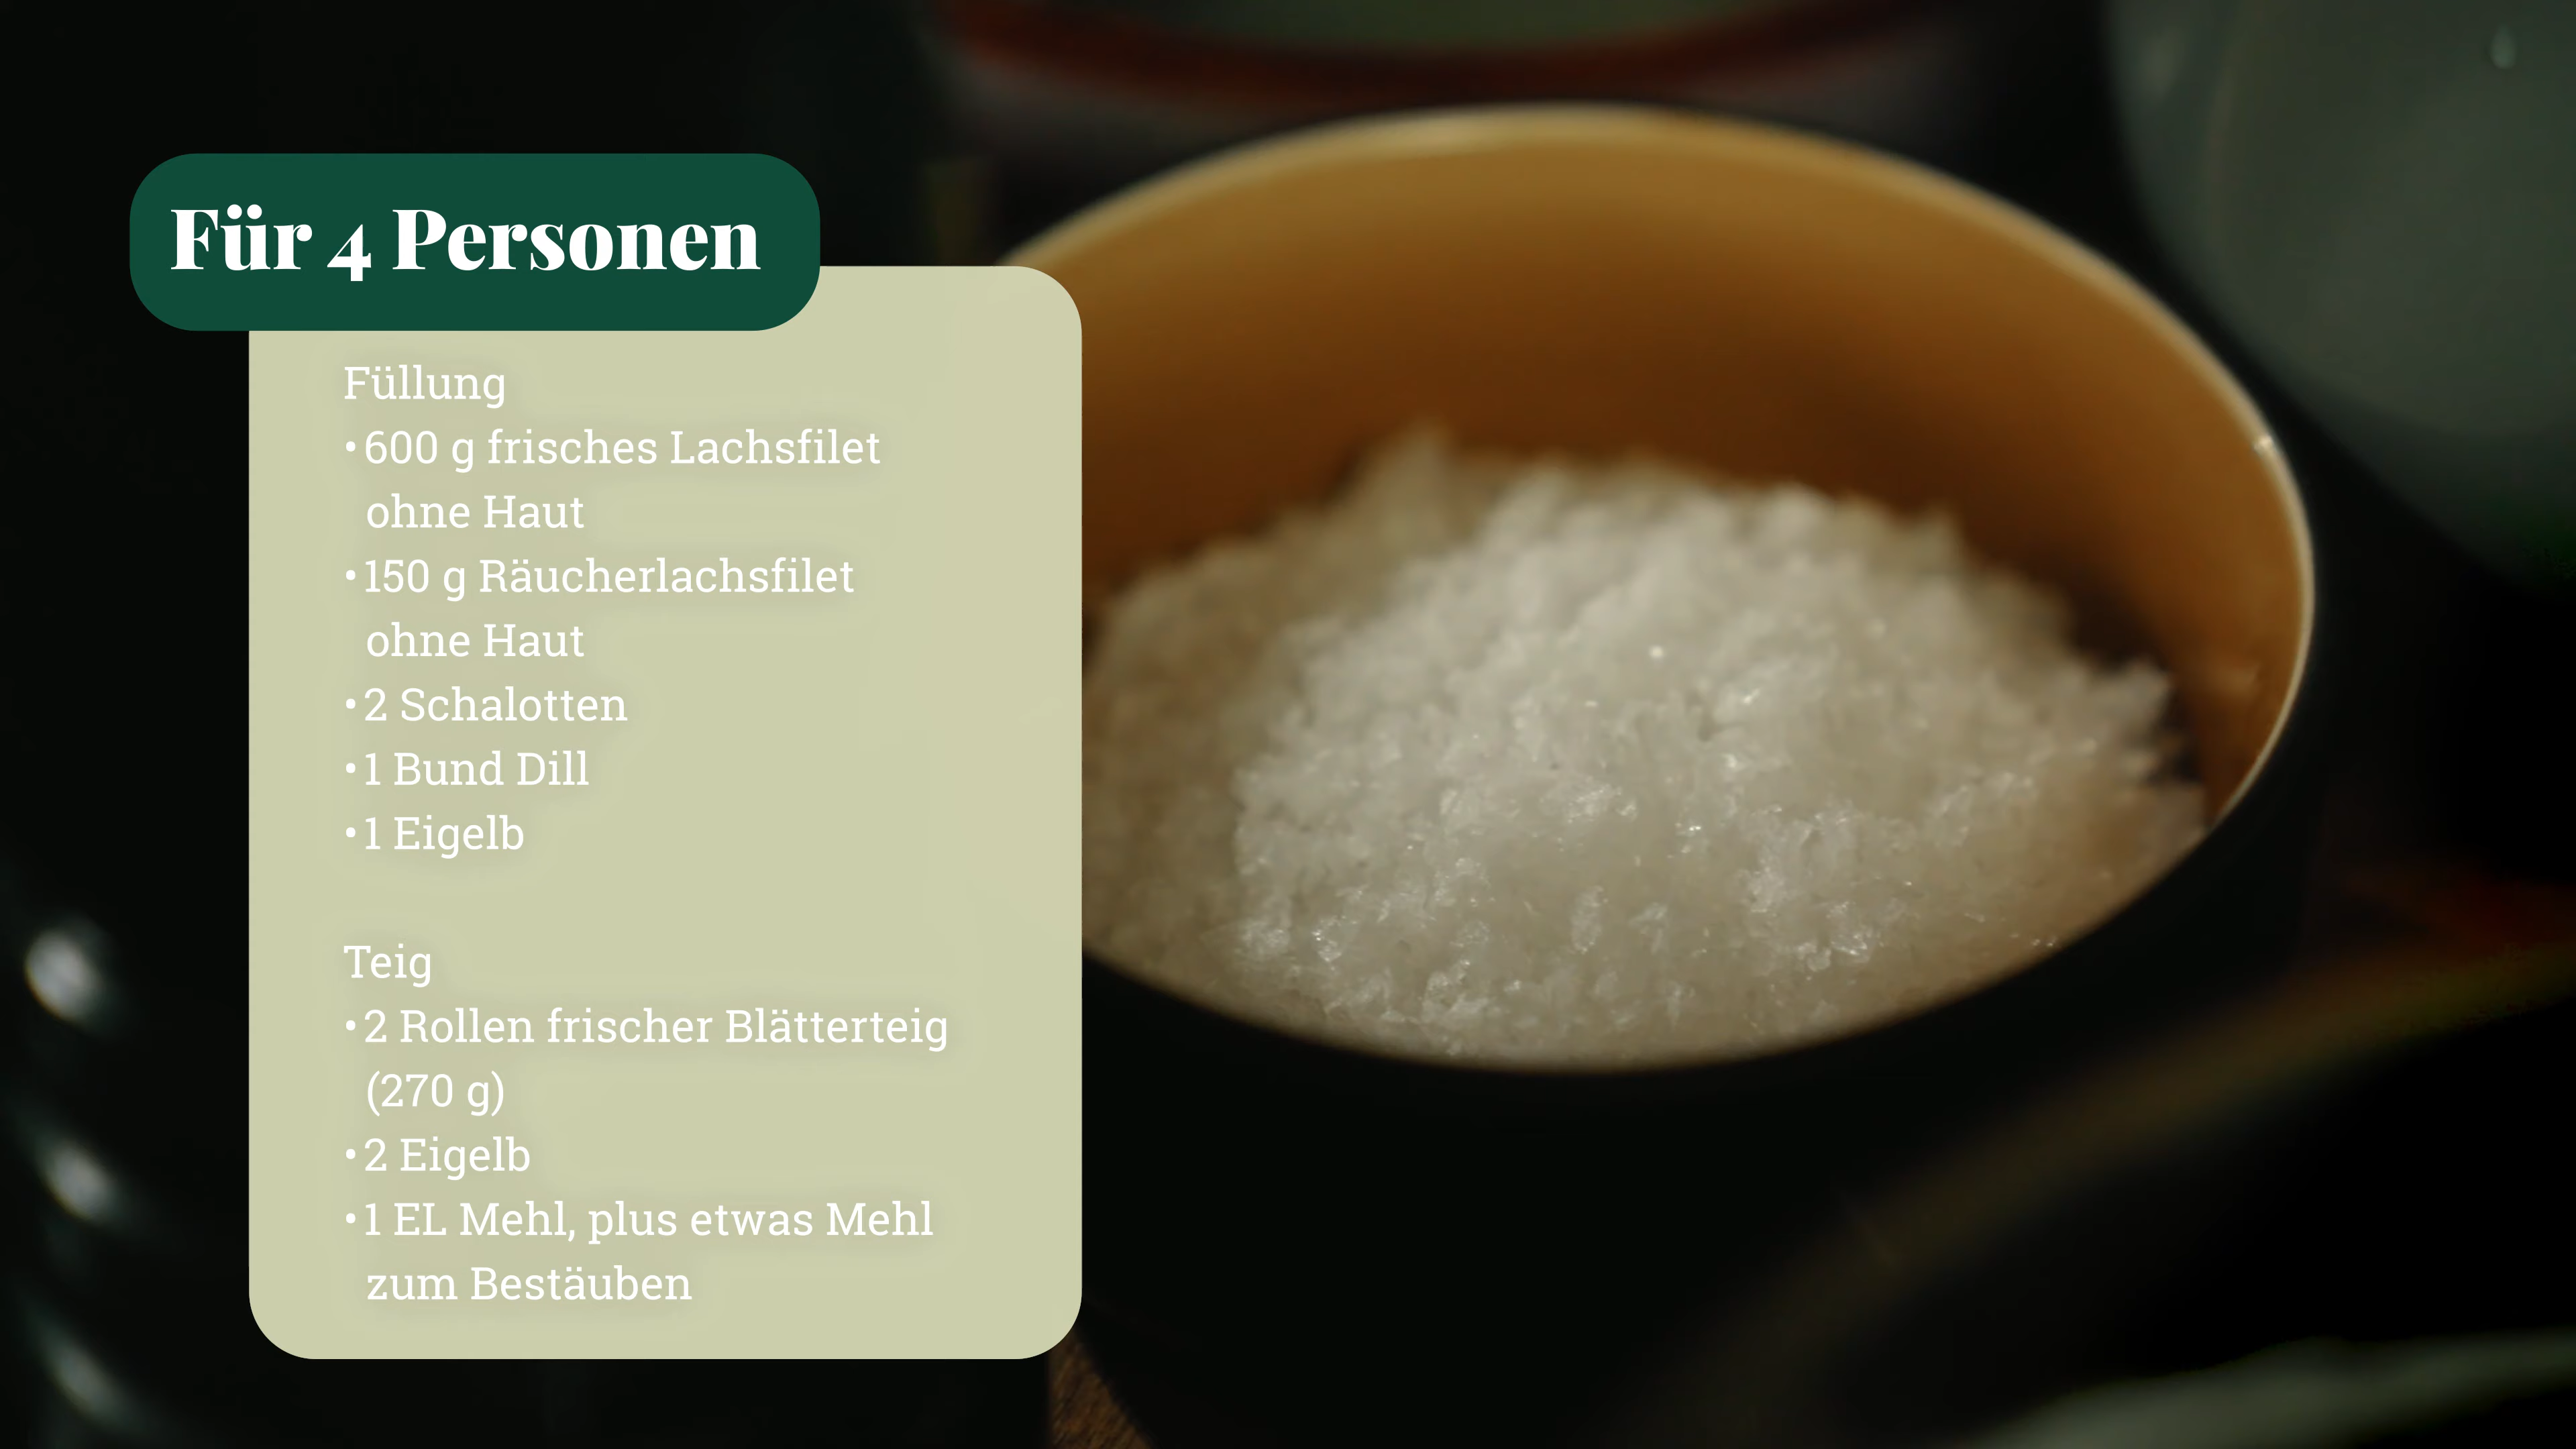 Für 4 Personen
Füllung
•600 g frisches Lachsfilet
ohne Haut
•150 g Räucherlachsfilet
ohne Haut
•2 Schalotten
•1 Bund Dill
•1 Eigelb
Teig
•2 Rollen frischer Blätterteig
(270 g)
•2 Eigelb
•1 EL Mehl, plus etwas Mehl
zum Bestäuben